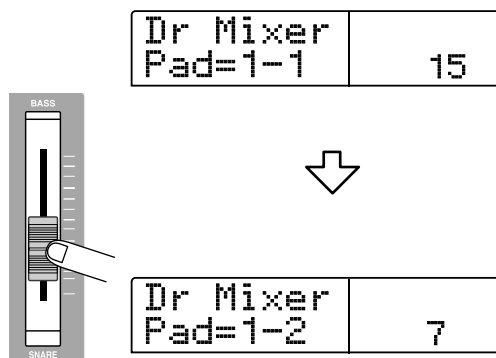 Dr Mixer
Pad=1-1 15
BASS
Dr Mixer
Pad=1-2 7
SNARE